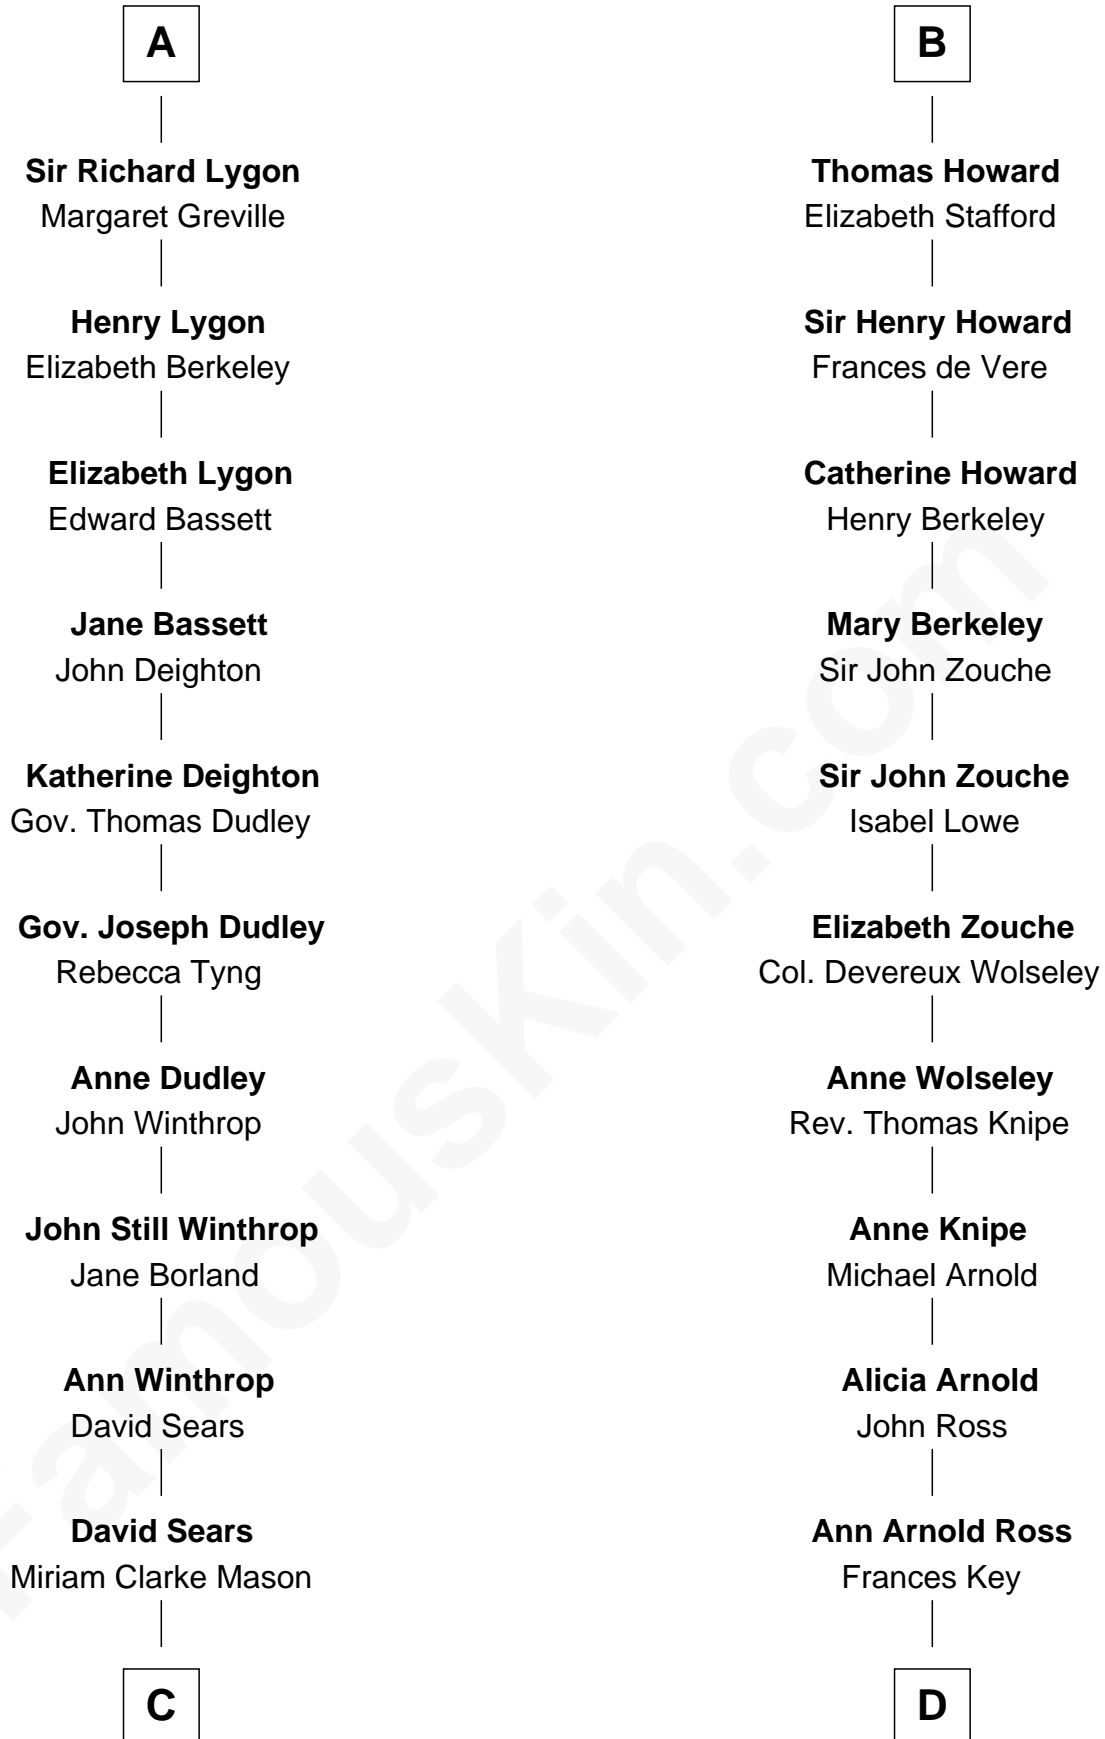 A
Sir Richard Lygon
Margaret Greville
Henry Lygon
Elizabeth Berkeley
Elizabeth Lygon
Edward Bassett
Jane Bassett
John Deighton
Katherine Deighton
Gov. Thomas Dudley
Gov. Joseph Dudley
Rebecca Tyng
Anne Dudley
John Winthrop
John Still Winthrop
Jane Borland
Ann Winthrop
David Sears
David Sears
Miriam Clarke Mason
C
B
Thomas Howard
Elizabeth Stafford
Sir Henry Howard
Frances de Vere
Catherine Howard
Henry Berkeley
Mary Berkeley
Sir John Zouche
Sir John Zouche
Isabel Lowe
Elizabeth Zouche
Col. Devereux Wolseley
Anne Wolseley
Rev. Thomas Knipe
Anne Knipe
Michael Arnold
Alicia Arnold
John Ross
Ann Arnold Ross
Frances Key
D
FamousKin.com